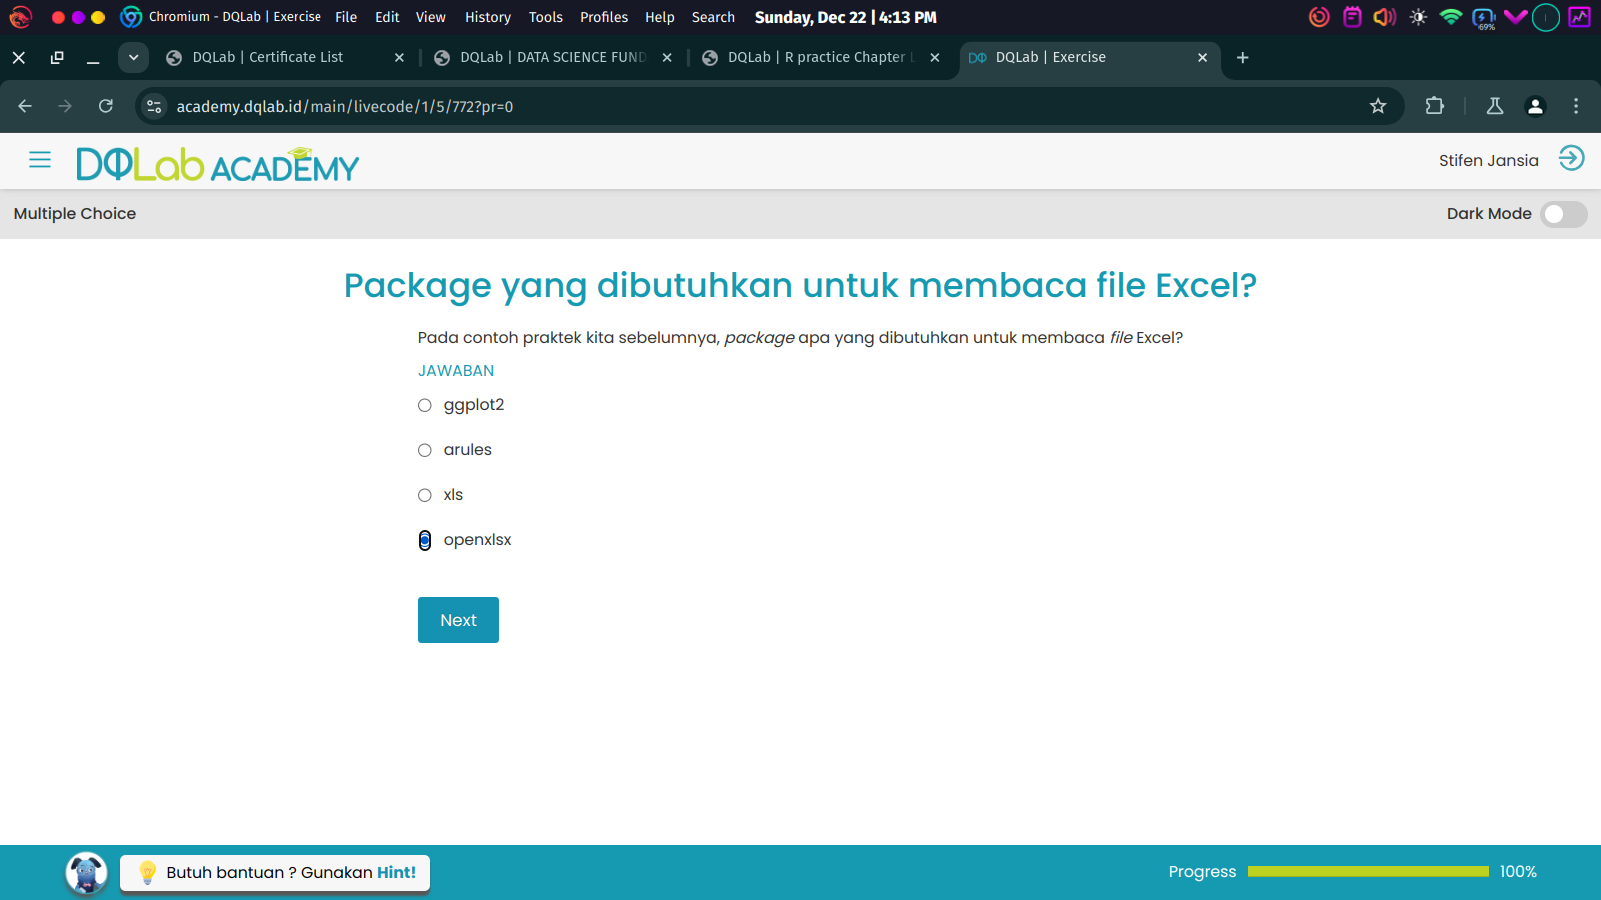 Chromium - DQLab | Exercise File Edit View History Tools Profiles Help Search Sunday, Dec 22 | 4:13 PM 69%
DQLab | Certificate List DQLab | DATA SCIENCE FUND DQLab | R practice Chapter DQLab | Exercise
academy.dqlab.id/main/livecode/1/5/772?pr=0
DQLab ACADEMY Stifen Jansia
Multiple Choice Dark Mode
Package yang dibutuhkan untuk membaca file Excel?
Pada contoh praktek kita sebelumnya, package apa yang dibutuhkan untuk membaca file Excel?
JAWABAN
ggplot2
arules
xls
openxlsx
Next
Butuh bantuan ? Gunakan Hint! Progress 100%